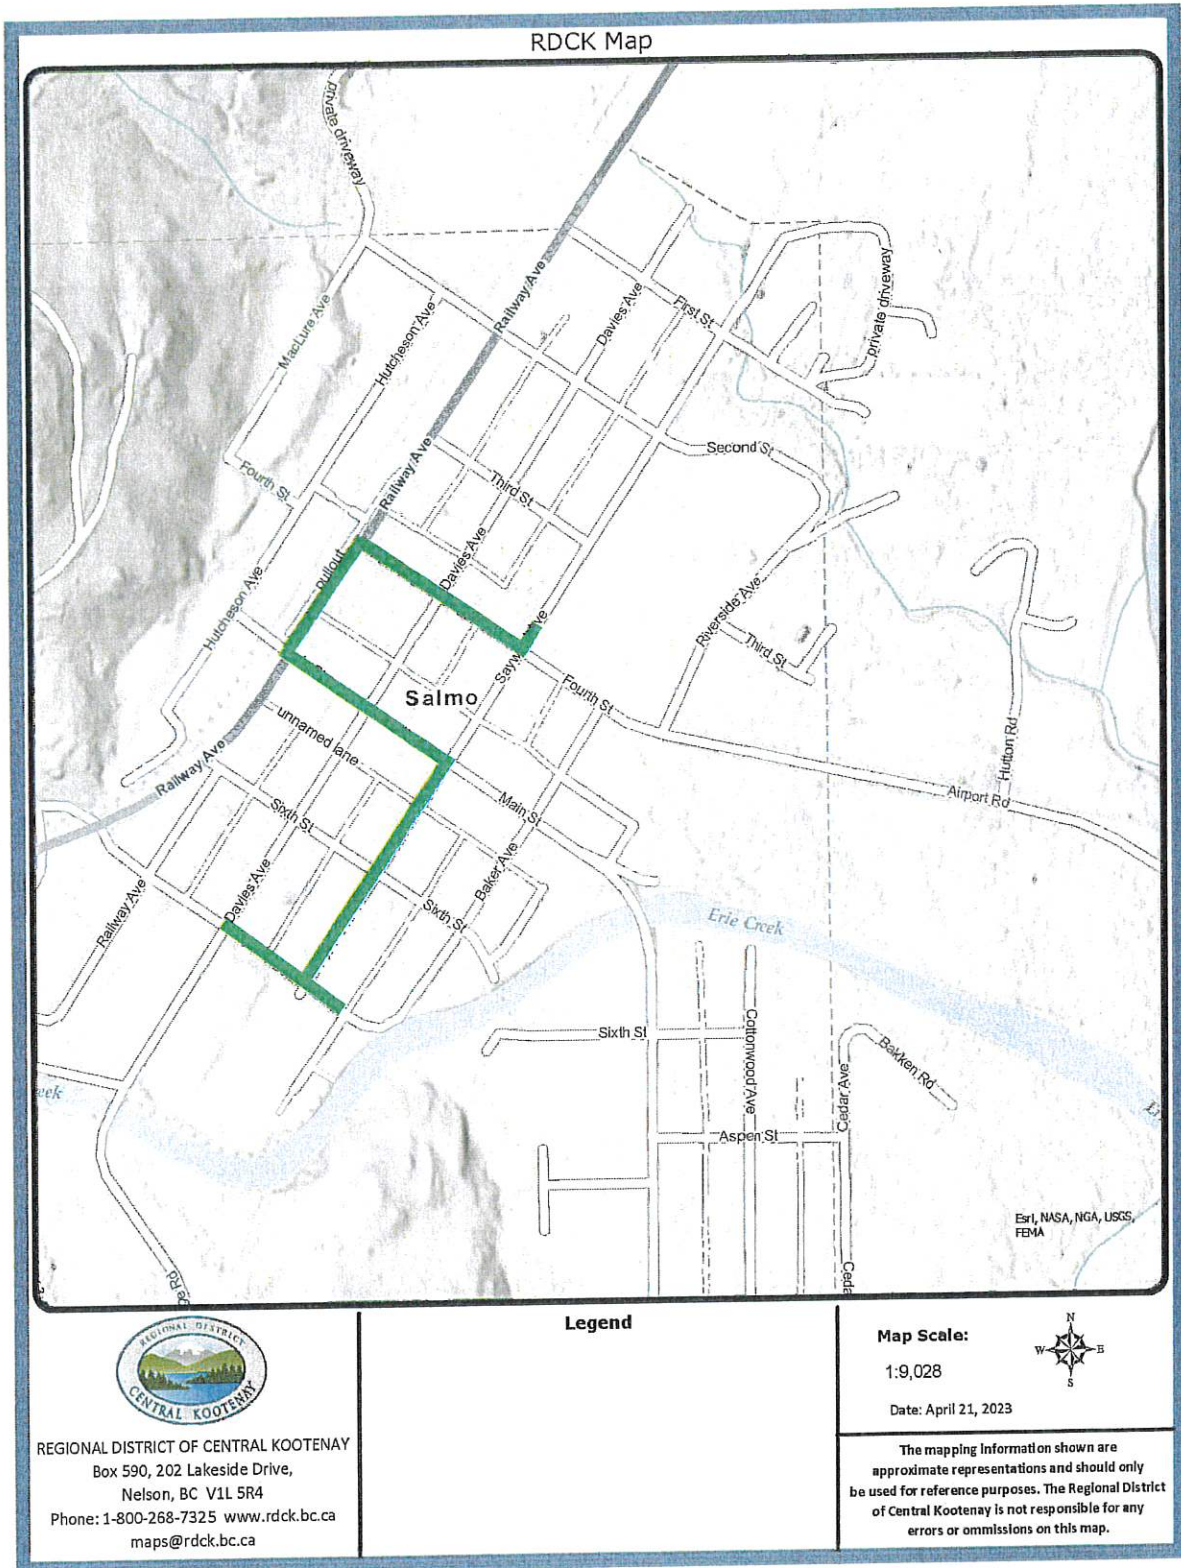 RDCK Map
private driveway
Railway Ave
MacLure Ave
Hutcheson Ave
Davies Ave
First St
private driveway
Second St
Fourth St
Railway Ave
Third St
pullout
Davies Ave
Hutcheson Ave
Riverside Ave
Third St
Salmo
Fourth St
unnamed lane
Railway Ave
Main St
Hutton Rd
Airport Rd
Sixth St
Baker Ave
Davies Ave
Sixth St
Railway Ave
Erie Creek
Sixth St
Cottonwood Ave
Bakken Rd
Cedar Ave
Aspen St
eek
Esri, NASA, NGA, USGS,
FEMA
ge Rd
Ceda
REGIONAL DISTRICT
CENTRAL KOOTENAY
REGIONAL DISTRICT OF CENTRAL KOOTENAY
Box 590, 202 Lakeside Drive,
Nelson, BC V1L 5R4
Phone: 1-800-268-7325 www.rdck.bc.ca
maps@rdck.bc.ca
Legend
Map Scale:
1:9,028
N
W
E
S
Date: April 21, 2023
The mapping information shown are
approximate representations and should only
be used for reference purposes. The Regional District
of Central Kootenay is not responsible for any
errors or ommissions on this map.